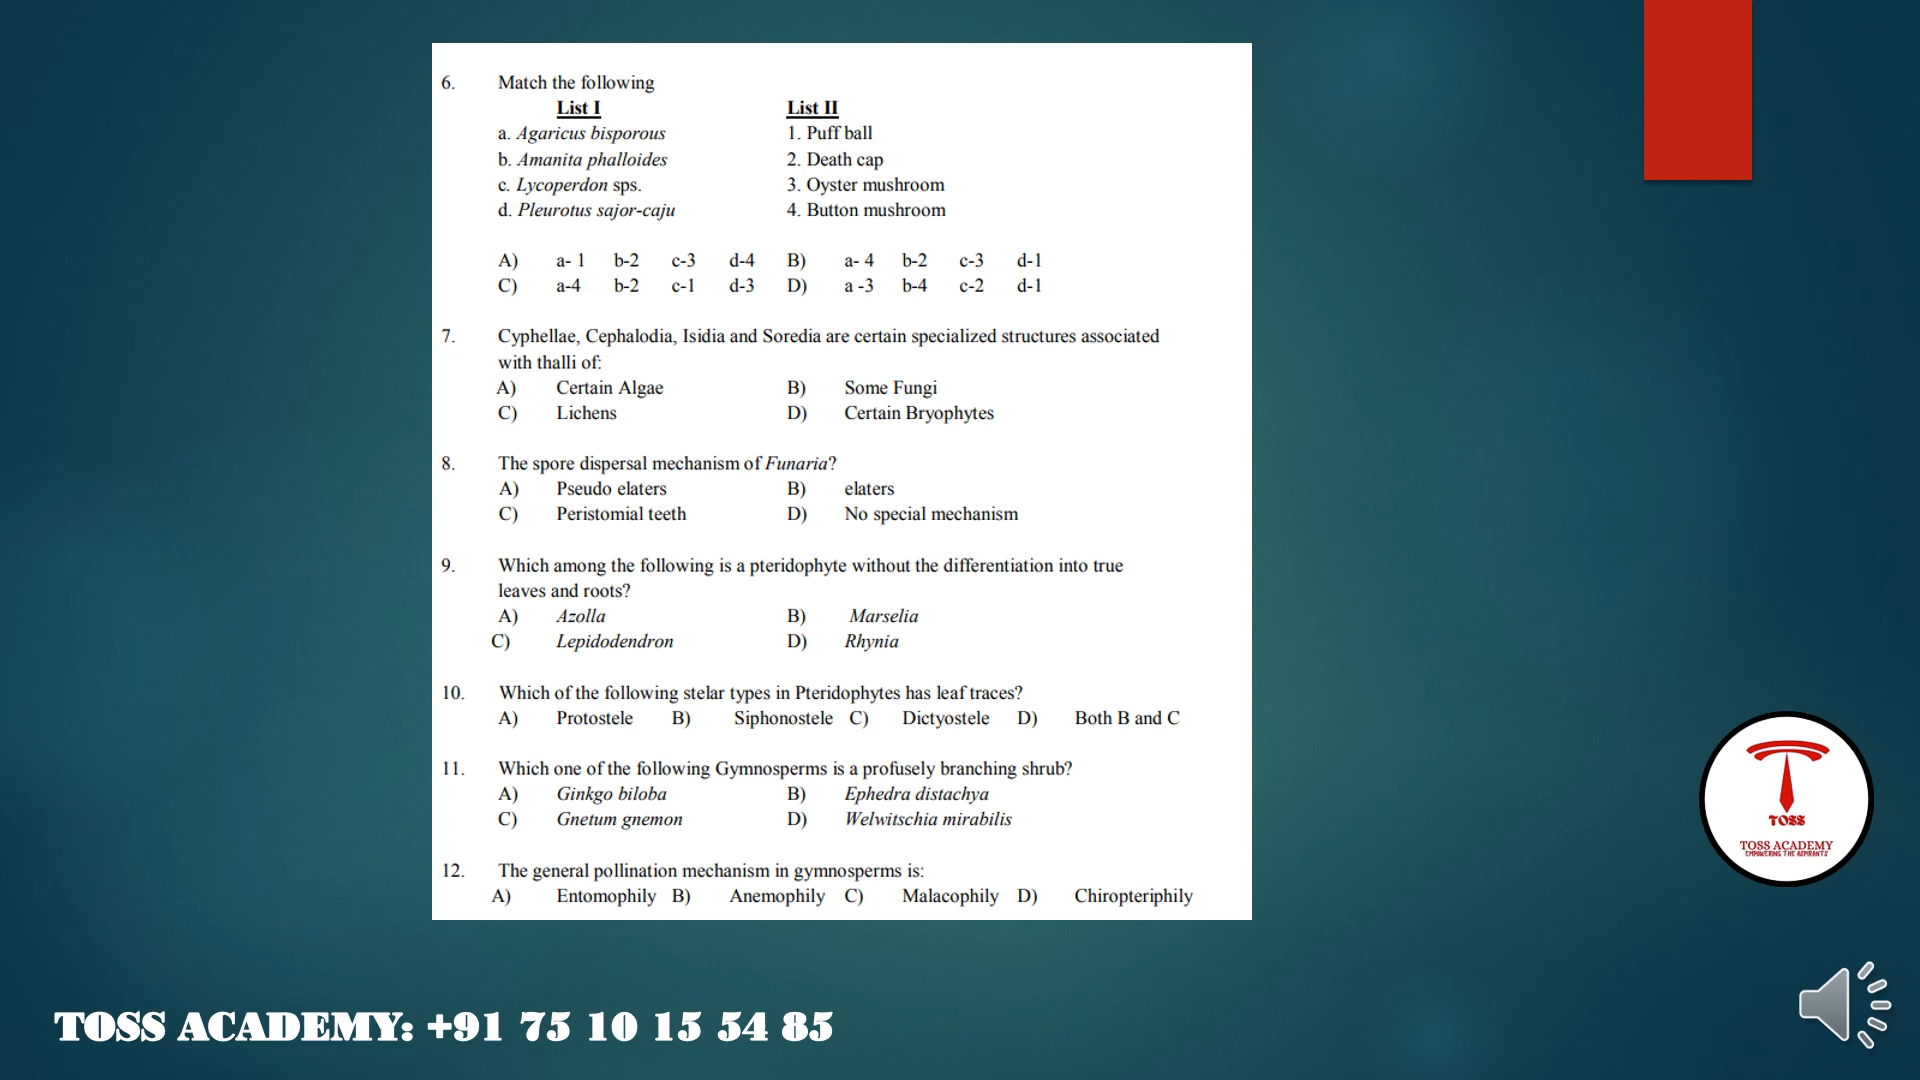 6. Match the following
List I List II
a. Agaricus bisporous 1. Puff ball
b. Amanita phalloides 2. Death cap
c. Lycoperdon sps. 3. Oyster mushroom
d. Pleurotus sajor-caju 4. Button mushroom
A) a- 1 b-2 c-3 d-4 B) a- 4 b-2 c-3 d-1
C) a-4 b-2 c-1 d-3 D) a -3 b-4 c-2 d-1
7. Cyphellae, Cephalodia, Isidia and Soredia are certain specialized structures associated
with thalli of:
A) Certain Algae B) Some Fungi
C) Lichens D) Certain Bryophytes
8. The spore dispersal mechanism of Funaria?
A) Pseudo elaters B) elaters
C) Peristomial teeth D) No special mechanism
9. Which among the following is a pteridophyte without the differentiation into true
leaves and roots?
A) Azolla B) Marselia
C) Lepidodendron D) Rhynia
10. Which of the following stelar types in Pteridophytes has leaf traces?
A) Protostele B) Siphonostele C) Dictyostele D) Both B and C
11. Which one of the following Gymnosperms is a profusely branching shrub?
A) Ginkgo biloba B) Ephedra distachya
C) Gnetum gnemon D) Welwitschia mirabilis
12. The general pollination mechanism in gymnosperms is:
A) Entomophily B) Anemophily C) Malacophily D) Chiropteriphily
TOSS
TOSS ACADEMY
EMPOWERING THE ASPIRANTS
TOSS ACADEMY: +91 75 10 15 54 85